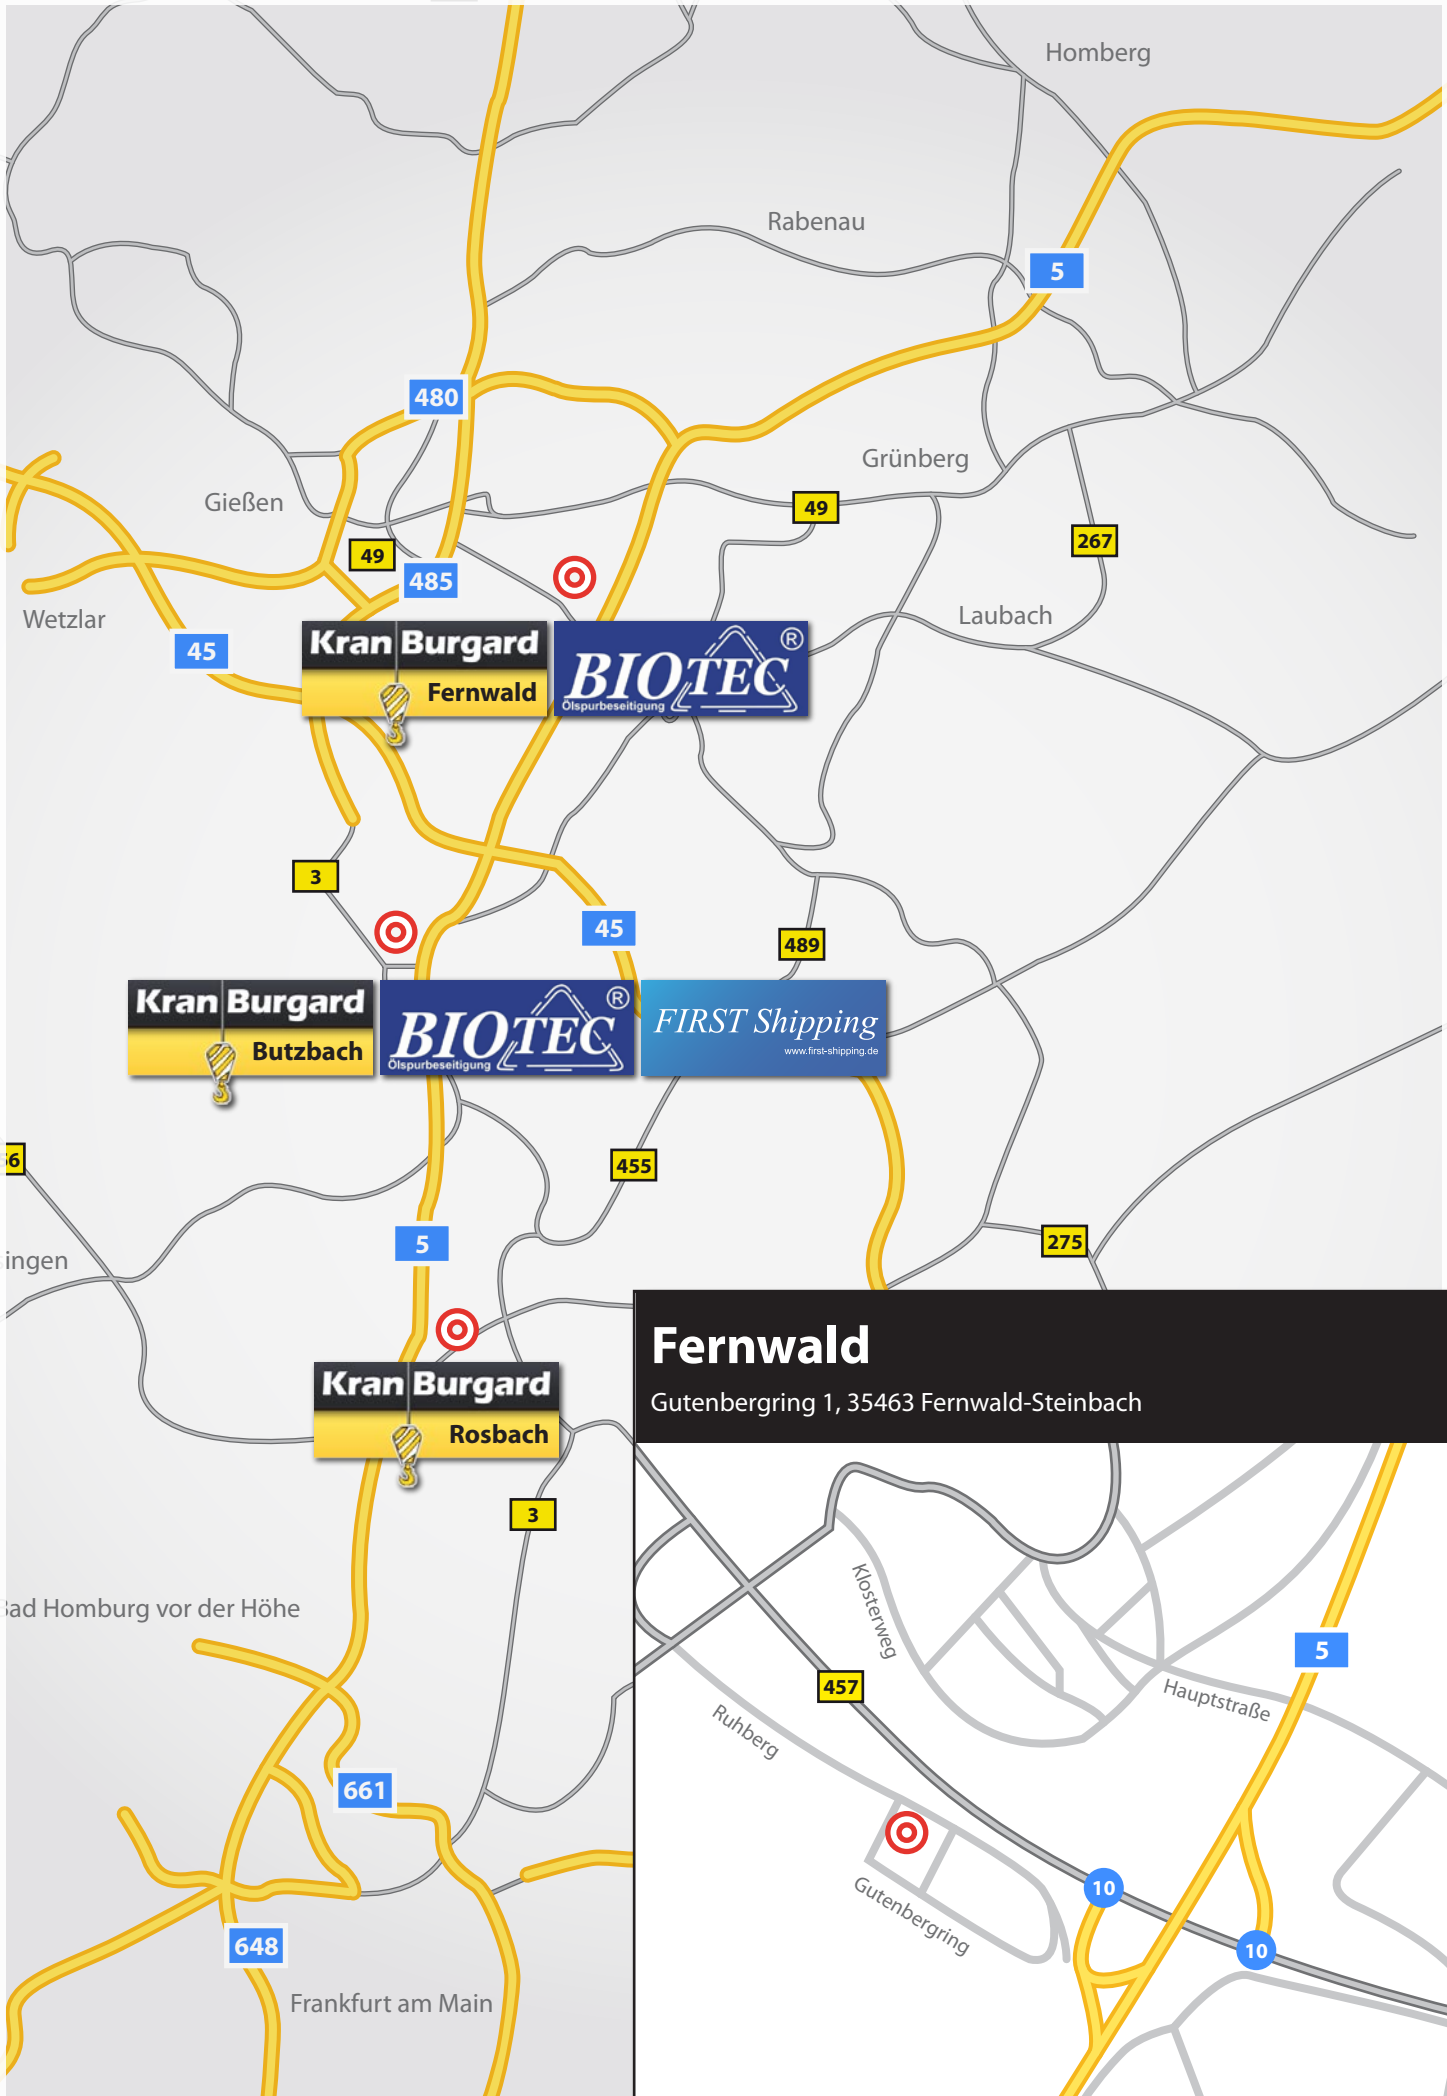 Homberg
Rabenau
5
480
Grünberg
Gießen
49
49
267
485
Wetzlar
Laubach
45
Kran Burgard
Fernwald
BIOTEC ®
Ölspurbeseitigung
3
45
489
Kran Burgard
Butzbach
BIOTEC ®
Ölspurbeseitigung
FIRST Shipping
www.first-shipping.de
56
455
5
275
ingen
Kran Burgard
Rosbach
3
Bad Homburg vor der Höhe
661
648
Frankfurt am Main
Fernwald
Gutenbergring 1, 35463 Fernwald-Steinbach
Klosterweg
5
457
Hauptstraße
Ruhberg
Gutenbergring
10
10